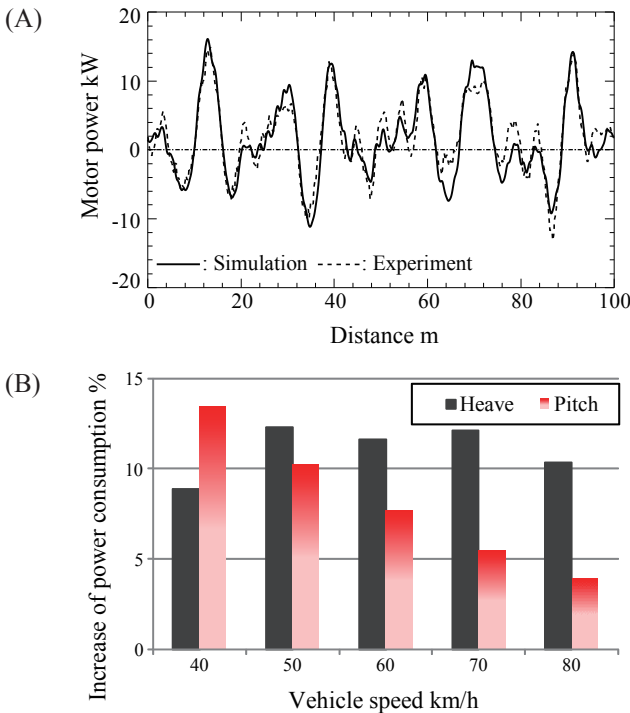 (A)
Motor power kW
20
10
0
-10
-20
: Simulation : Experiment
0 20 40 60 80 100
Distance m
(B)
Increase of power consumption %
15
10
5
0
Heave Pitch
40 50 60 70 80
Vehicle speed km/h